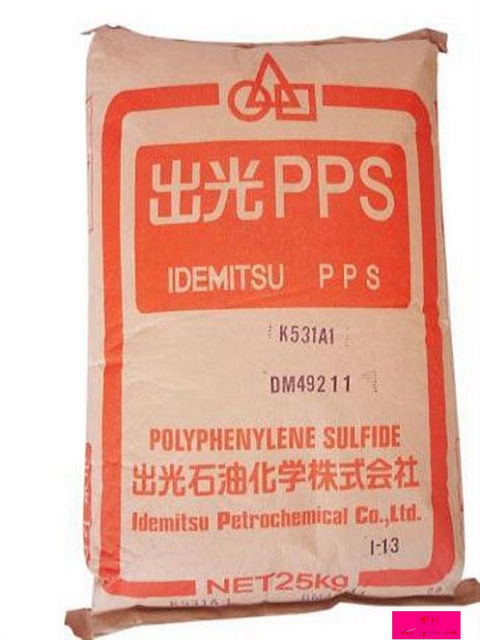 出光PPS
IDEMITSU PPS
K531A1
DM49211
POLYPHENYLENE SULFIDE
出光石油化学株式会社
Idemitsu Petrochemical Co.,Ltd.
I-13
NET25kg
K531A1